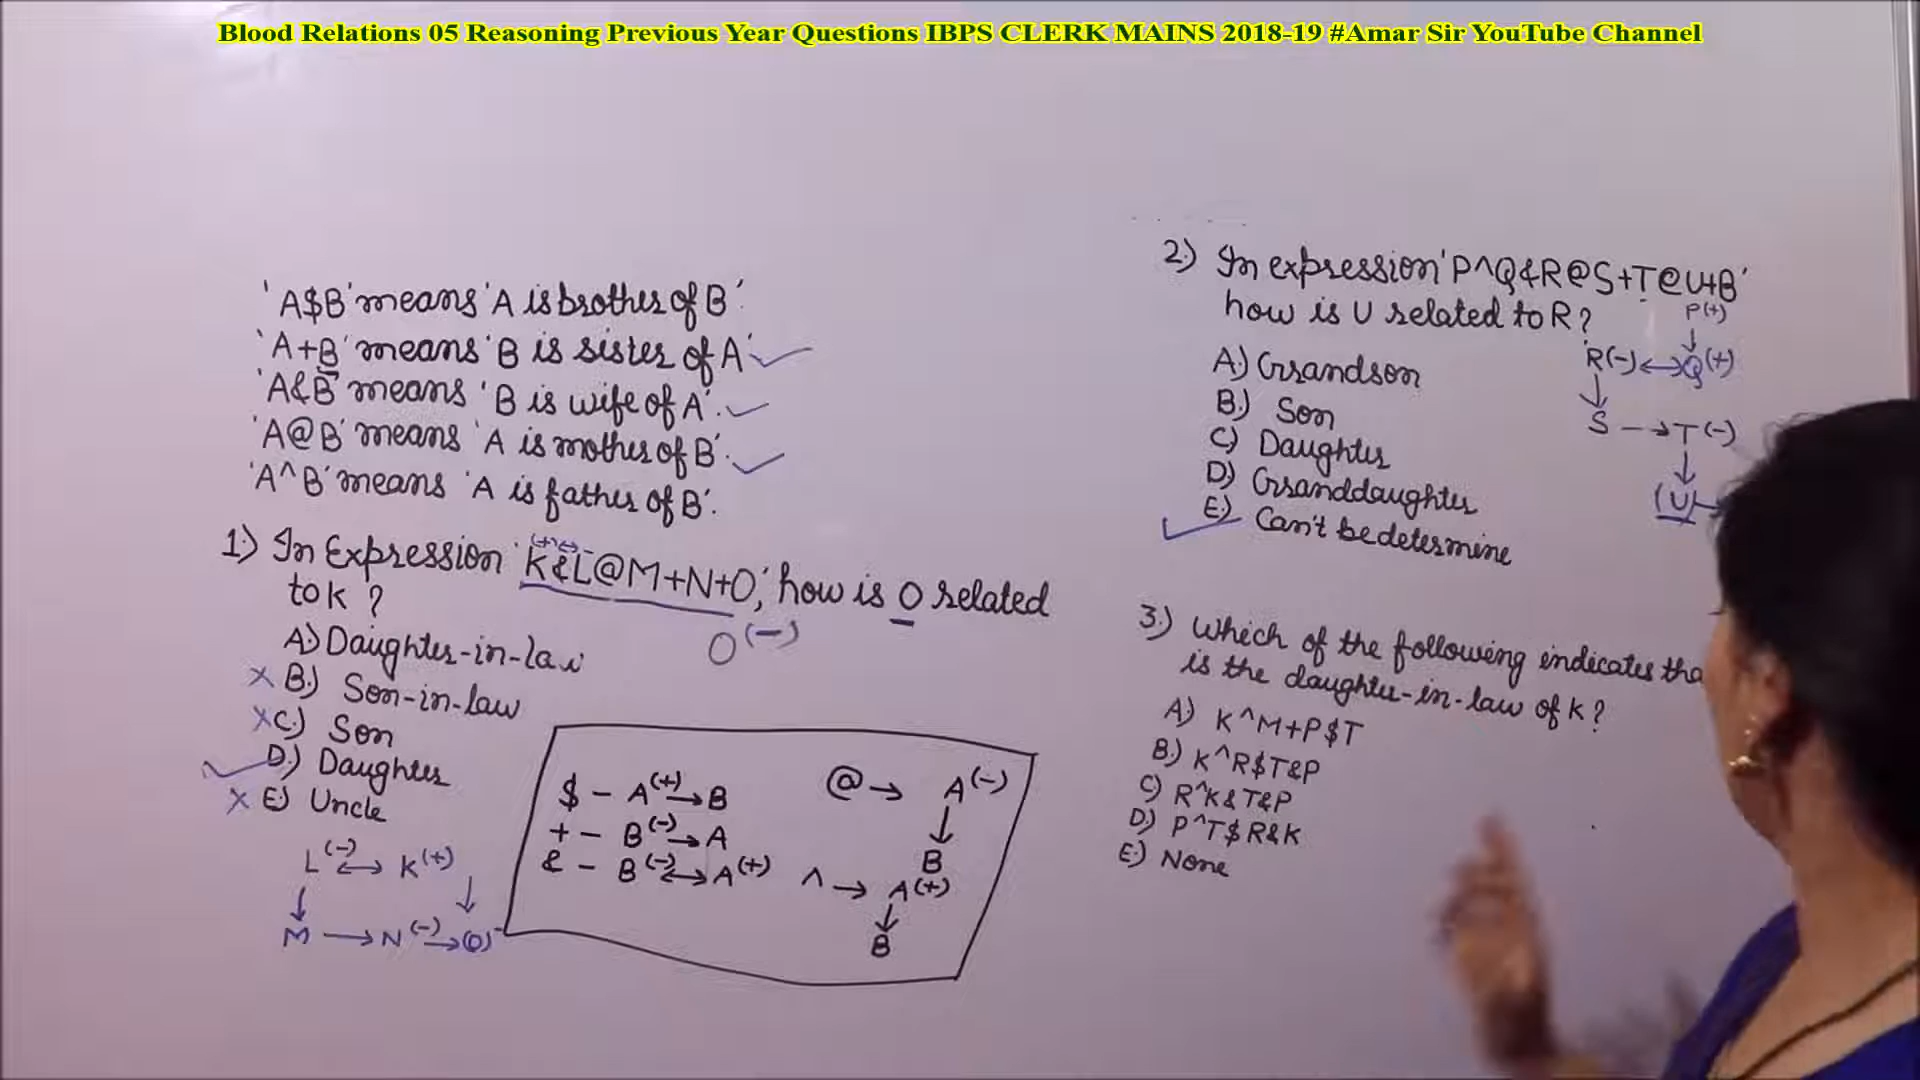 Blood Relations 05 Reasoning Previous Year Questions IBPS CLERK MAINS 2018-19 #Amar Sir YouTube Channel
'A$B' means 'A is brother of B'.
'A+B' means 'B is sister of A'
'A&B' means 'B is wife of A'.
'A@B' means 'A is mother of B'.
'A^B' means 'A is father of B'.
1.) In Expression 'K&L@M+N+O', how is O related
(+) ↔ -
to K ?
O(-)
A.) Daughter-in-law
× B.) Son-in-law
× C.) Son
D.) Daughter
× E.) Uncle
L(-) ↔ K(+)
↓ ↓
M → N(-) → (O)-
$ - A(+) → B
+ - B(-) → A
& - B(-) ↔ A(+)
@ → A(-)
↓
B
^ → A(+)
↓
B
2.) In expression 'P^Q&R@S+T@U+B'
how is U related to R?
A.) Grandson
B.) Son
C.) Daughter
D.) Granddaughter
E.) Can't be determine
P(+)
↓
R(-) ↔ Q(+)
↓
S → T(-)
↓
(U) →
3.) Which of the following indicates tha
is the daughter-in-law of K?
A.) K^M+P$T
B.) K^R$T&P
C.) R^K&T&P
D.) P^T$R&K
E.) None